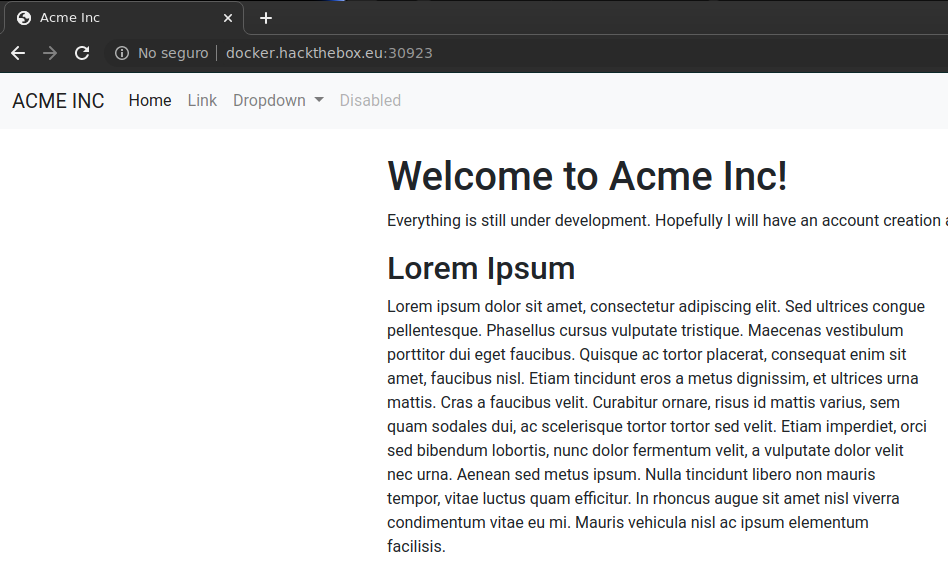 Acme Inc
No seguro docker.hackthebox.eu:30923
ACME INC Home Link Dropdown Disabled
Welcome to Acme Inc!
Everything is still under development. Hopefully I will have an account creation
Lorem Ipsum
Lorem ipsum dolor sit amet, consectetur adipiscing elit. Sed ultrices congue
pellentesque. Phasellus cursus vulputate tristique. Maecenas vestibulum
porttitor dui eget faucibus. Quisque ac tortor placerat, consequat enim sit
amet, faucibus nisl. Etiam tincidunt eros a metus dignissim, et ultrices urna
mattis. Cras a faucibus velit. Curabitur ornare, risus id mattis varius, sem
quam sodales dui, ac scelerisque tortor tortor sed velit. Etiam imperdiet, orci
sed bibendum lobortis, nunc dolor fermentum velit, a vulputate dolor velit
nec urna. Aenean sed metus ipsum. Nulla tincidunt libero non mauris
tempor, vitae luctus quam efficitur. In rhoncus augue sit amet nisl viverra
condimentum vitae eu mi. Mauris vehicula nisl ac ipsum elementum
facilisis.